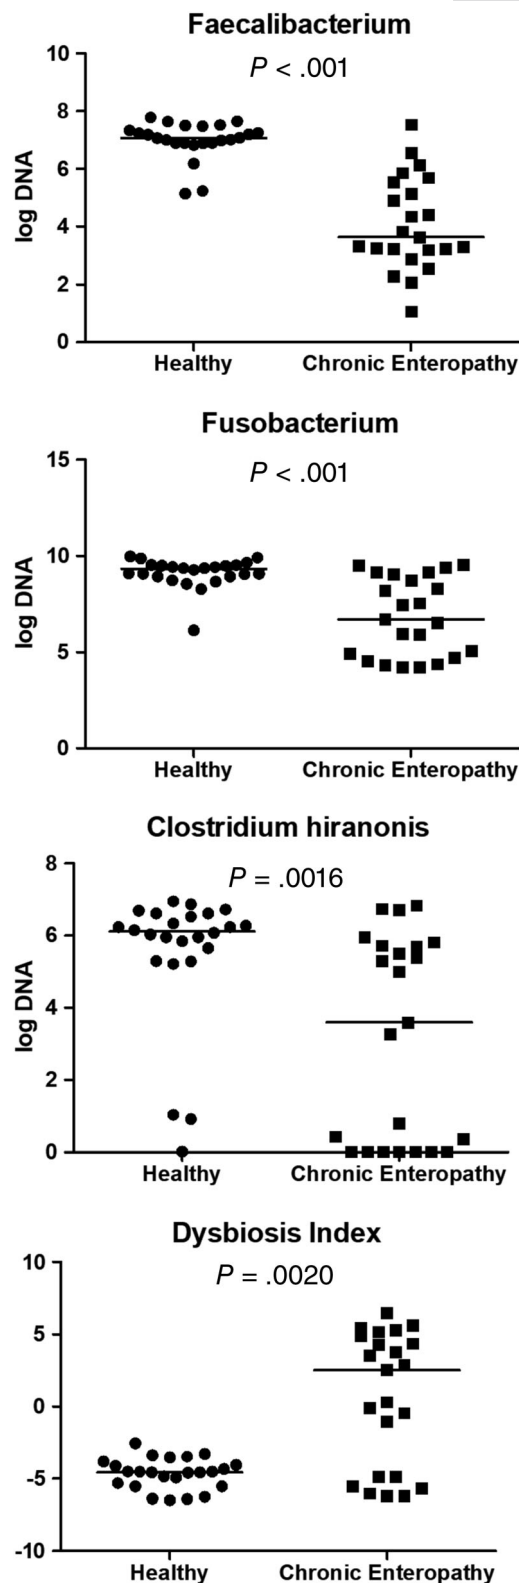 Faecalibacterium
P < .001
10
8
6
4
2
0
log DNA
Healthy
Chronic Enteropathy
Fusobacterium
P < .001
15
10
5
0
log DNA
Healthy
Chronic Enteropathy
Clostridium hiranonis
P = .0016
8
6
4
2
0
log DNA
Healthy
Chronic Enteropathy
Dysbiosis Index
P = .0020
10
5
0
-5
-10
Healthy
Chronic Enteropathy